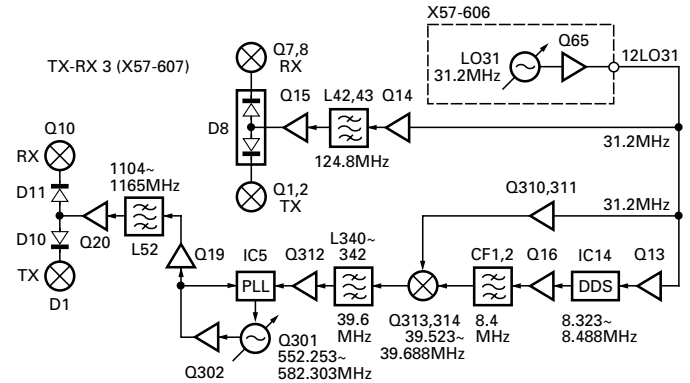 X57-606
Q65
LO31
31.2MHz
12LO31
TX-RX 3 (X57-607)
Q7,8
RX
Q15
L42,43
Q14
D8
124.8MHz
31.2MHz
Q1,2
TX
Q10
RX
D11
D10
TX
D1
1104~
1165MHz
Q20
L52
Q19
Q310,311
31.2MHz
IC5
PLL
Q312
L340~
342
39.6
MHz
Q313,314
39.523~
39.688MHz
CF1,2
8.4
MHz
Q16
IC14
DDS
8.323~
8.488MHz
Q13
Q301
552.253~
582.303MHz
Q302